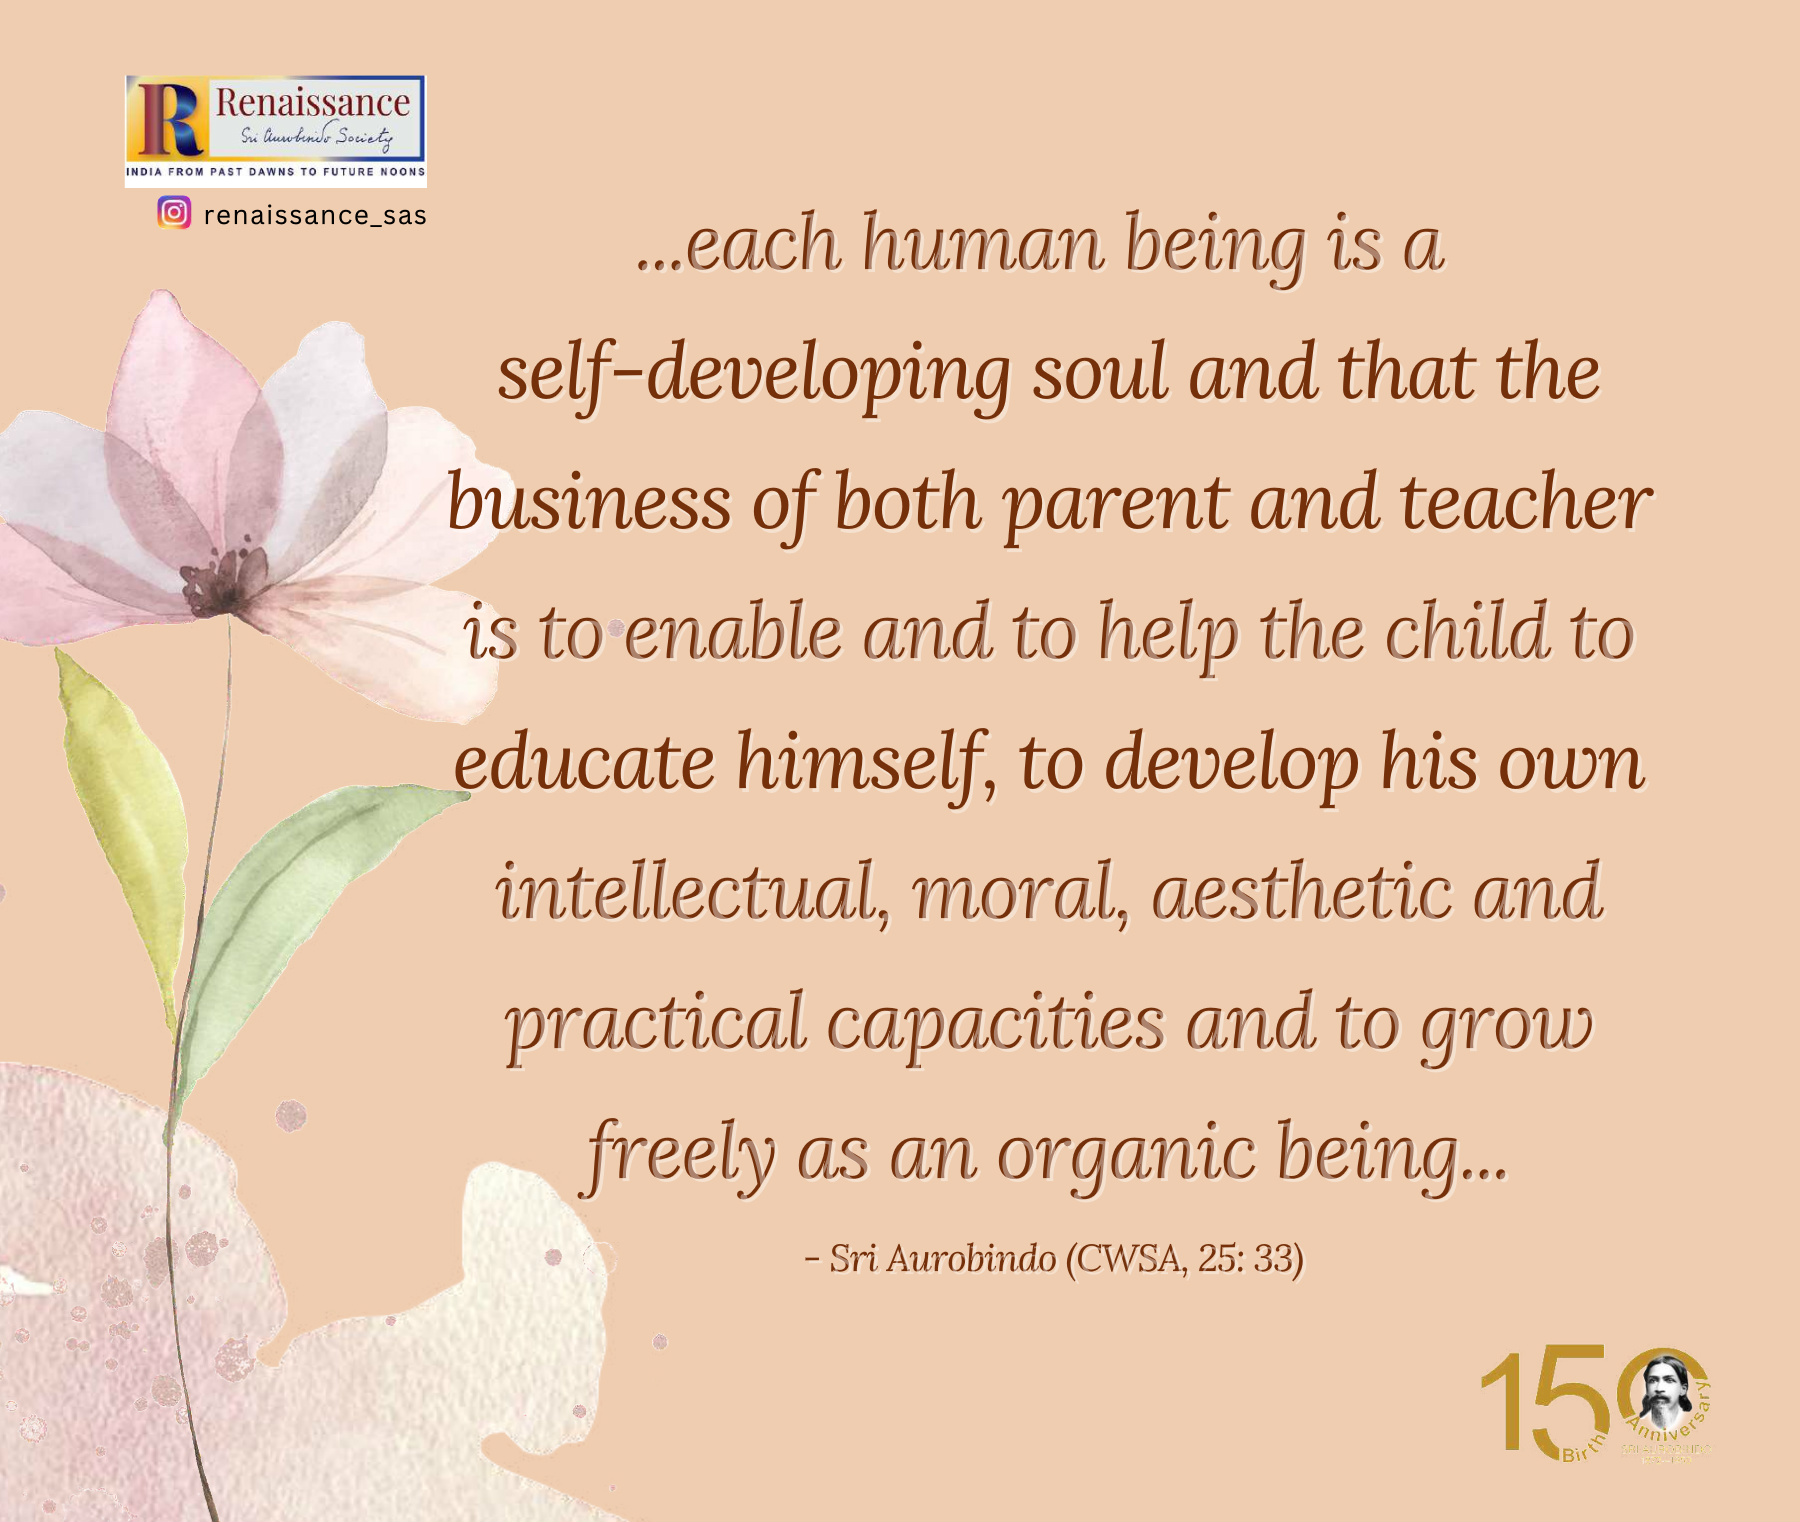 R Renaissance
Sri Aurobindo Society
INDIA FROM PAST DAWNS TO FUTURE NOONS
renaissance_sas
...each human being is a
self-developing soul and that the
business of both parent and teacher
is to enable and to help the child to
educate himself, to develop his own
intellectual, moral, aesthetic and
practical capacities and to grow
freely as an organic being...
- Sri Aurobindo (CWSA, 25: 33)
150
Birth Anniversary
SRI AUROBINDO